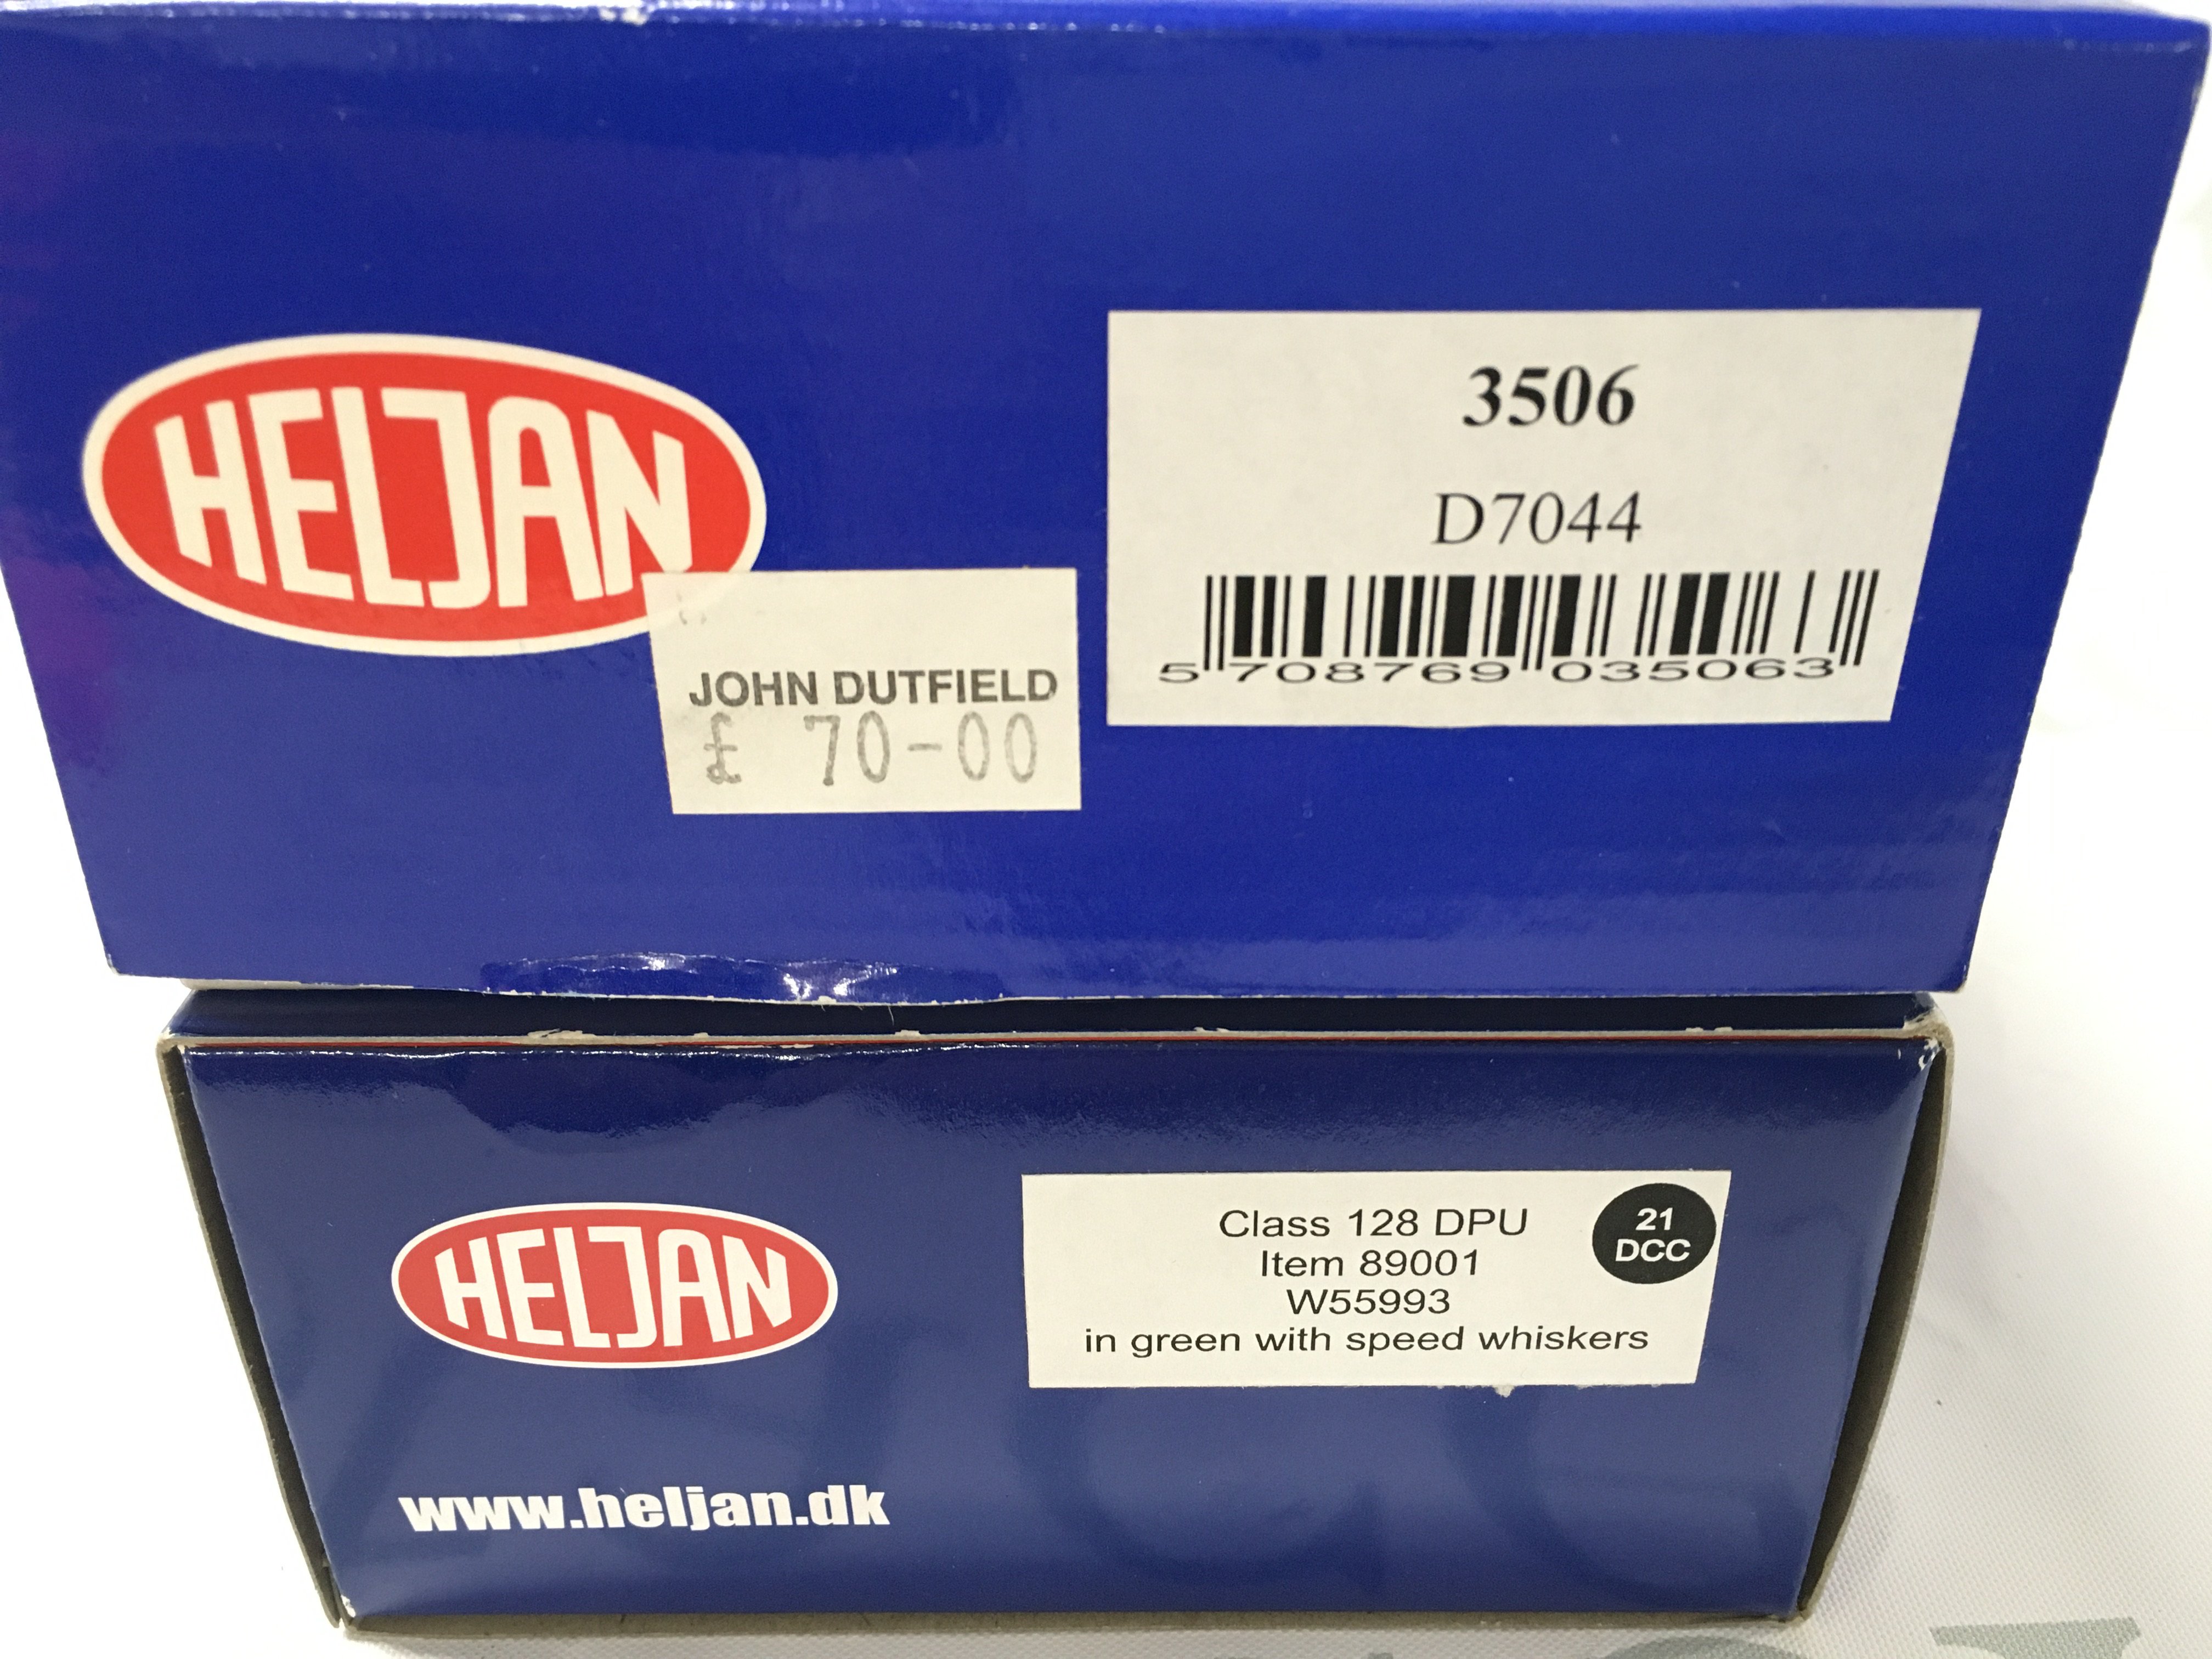 HELJAN
3506
D7044
5 708769 035063
JOHN DUTFIELD
£ 70-00
HELJAN
Class 128 DPU
Item 89001
W55993
in green with speed whiskers
21
DCC
www.heljan.dk